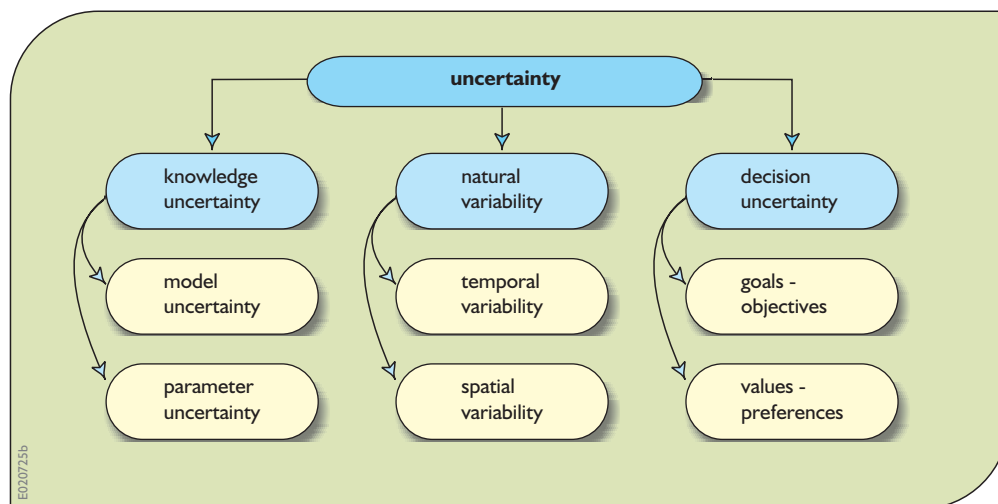 uncertainty
knowledge
uncertainty
natural
variability
decision
uncertainty
model
uncertainty
temporal
variability
goals -
objectives
parameter
uncertainty
spatial
variability
values -
preferences
E020725b